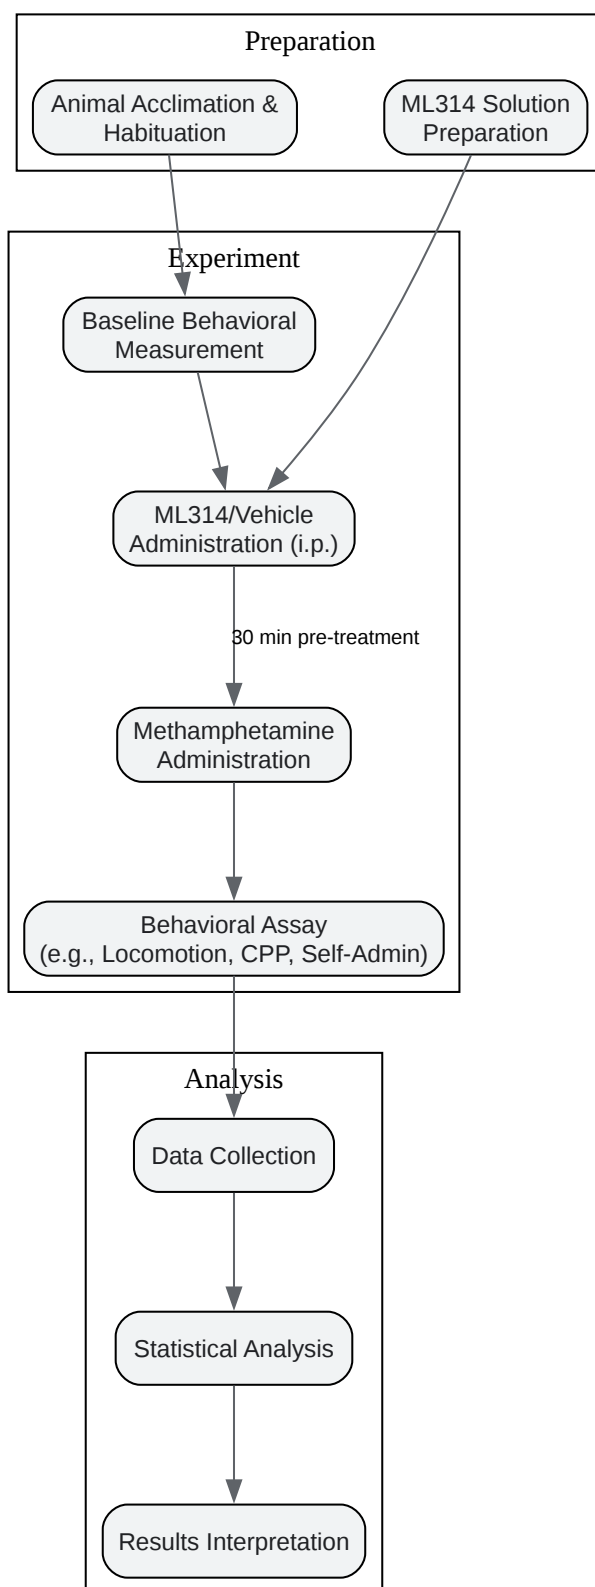 Preparation
Animal Acclimation &
Habituation
ML314 Solution
Preparation
Experiment
Baseline Behavioral
Measurement
ML314/Vehicle
Administration (i.p.)
30 min pre-treatment
Methamphetamine
Administration
Behavioral Assay
(e.g., Locomotion, CPP, Self-Admin)
Analysis
Data Collection
Statistical Analysis
Results Interpretation